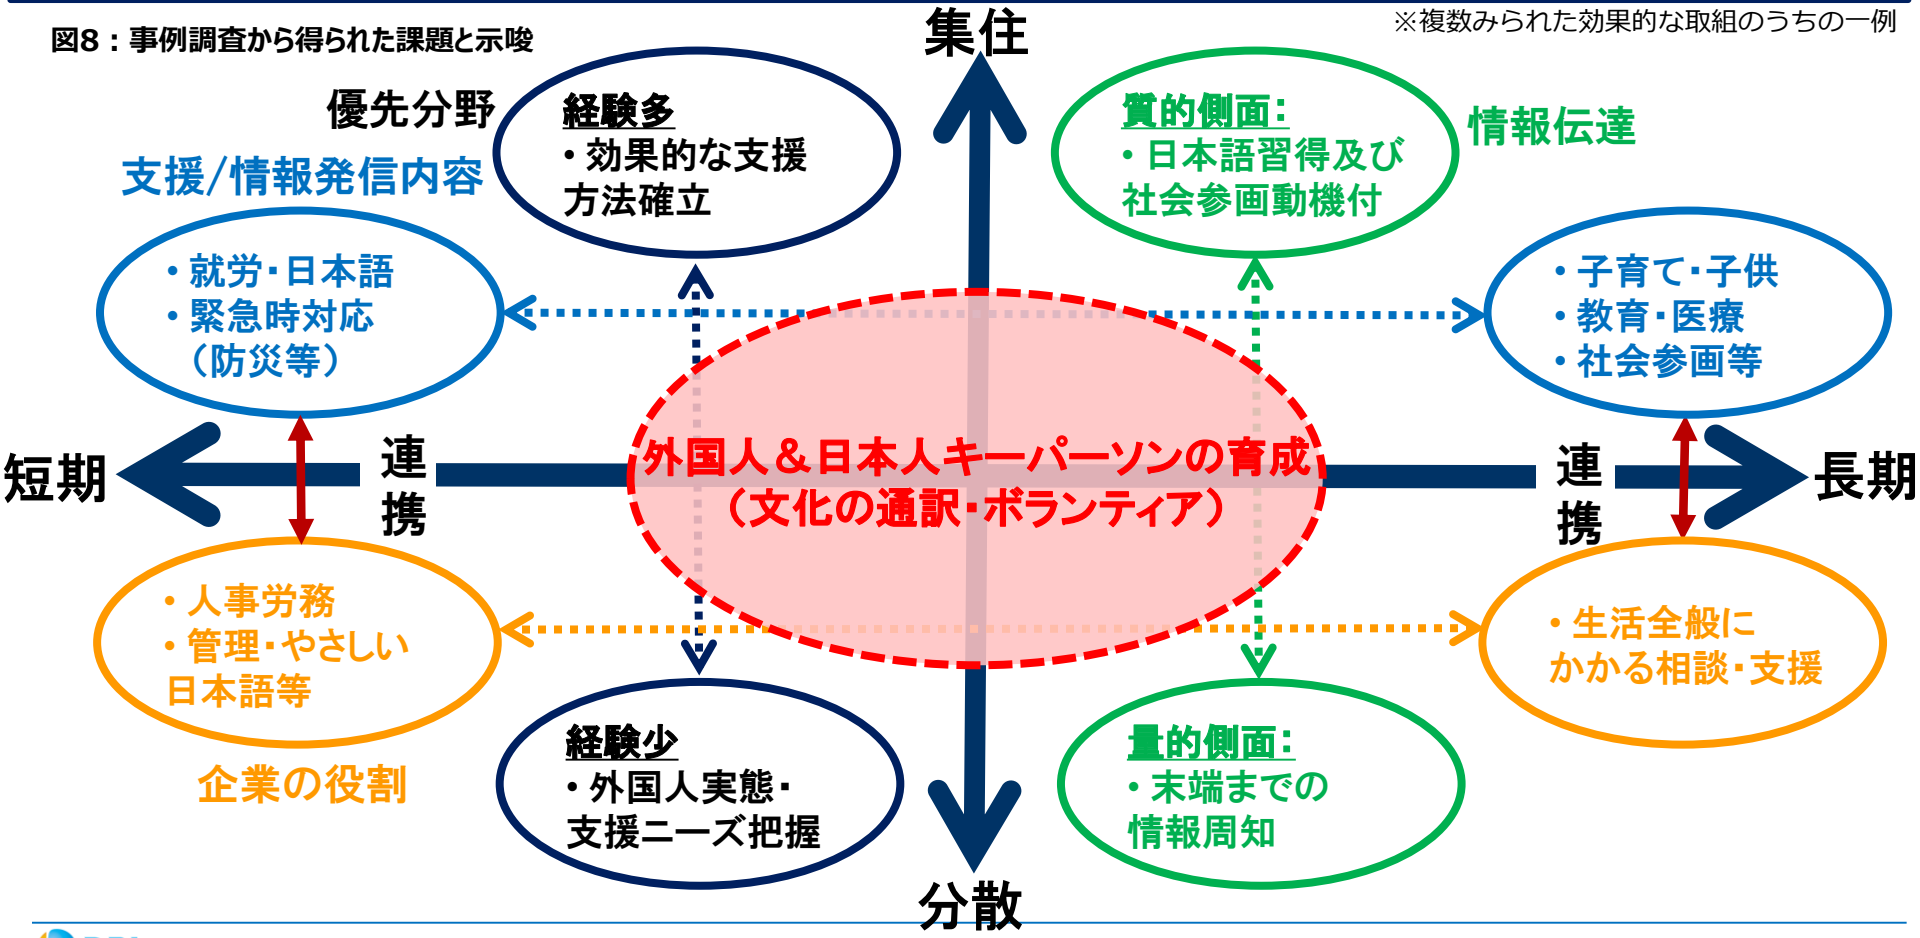 図8：事例調査から得られた課題と示唆
※複数みられた効果的な取組のうちの一例
集住
優先分野
経験多
・効果的な支援
方法確立
質的側面：
・日本語習得及び
社会参画動機付
情報伝達
支援/情報発信内容
・就労・日本語
・緊急時対応
（防災等）
・子育て・子供
・教育・医療
・社会参画等
短期
連
携
外国人＆日本人キーパーソンの育成
（文化の通訳・ボランティア）
連
携
長期
・人事労務
・管理・やさしい
日本語等
・生活全般に
かかる相談・支援
企業の役割
経験少
・外国人実態・
支援ニーズ把握
量的側面：
・末端までの
情報周知
分散